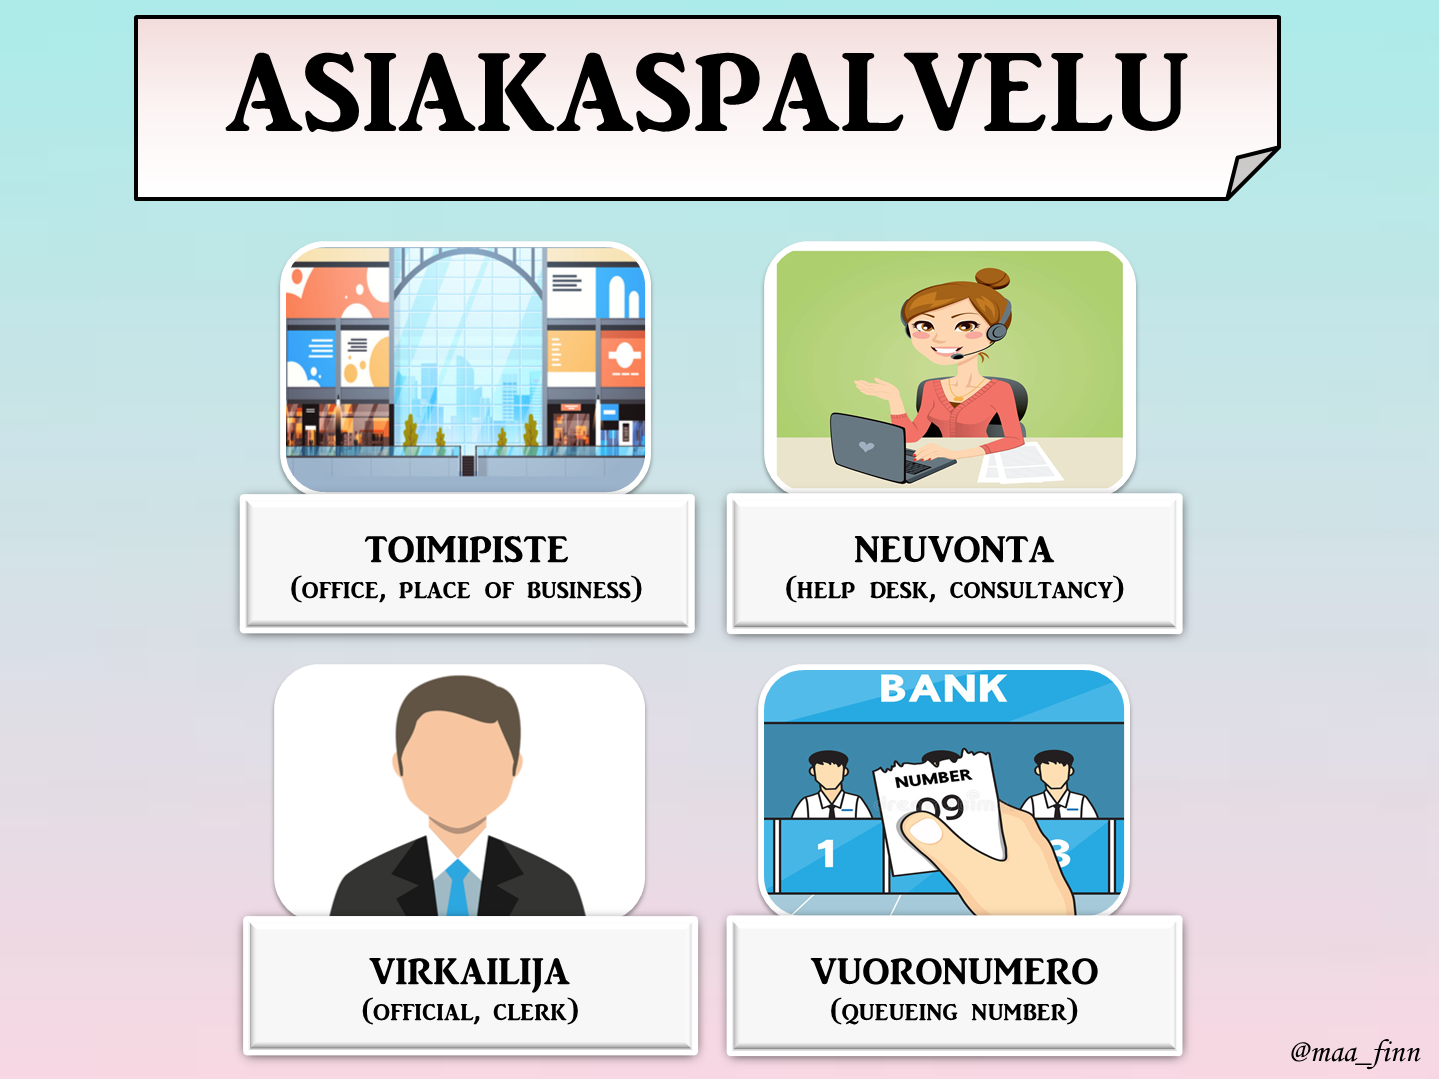 ASIAKASPALVELU
TOIMIPISTE
(OFFICE, PLACE OF BUSINESS)
NEUVONTA
(HELP DESK, CONSULTANCY)
BANK
NUMBER
09
1
3
VIRKAILIJA
(OFFICIAL, CLERK)
VUORONUMERO
(QUEUEING NUMBER)
@maa_finn